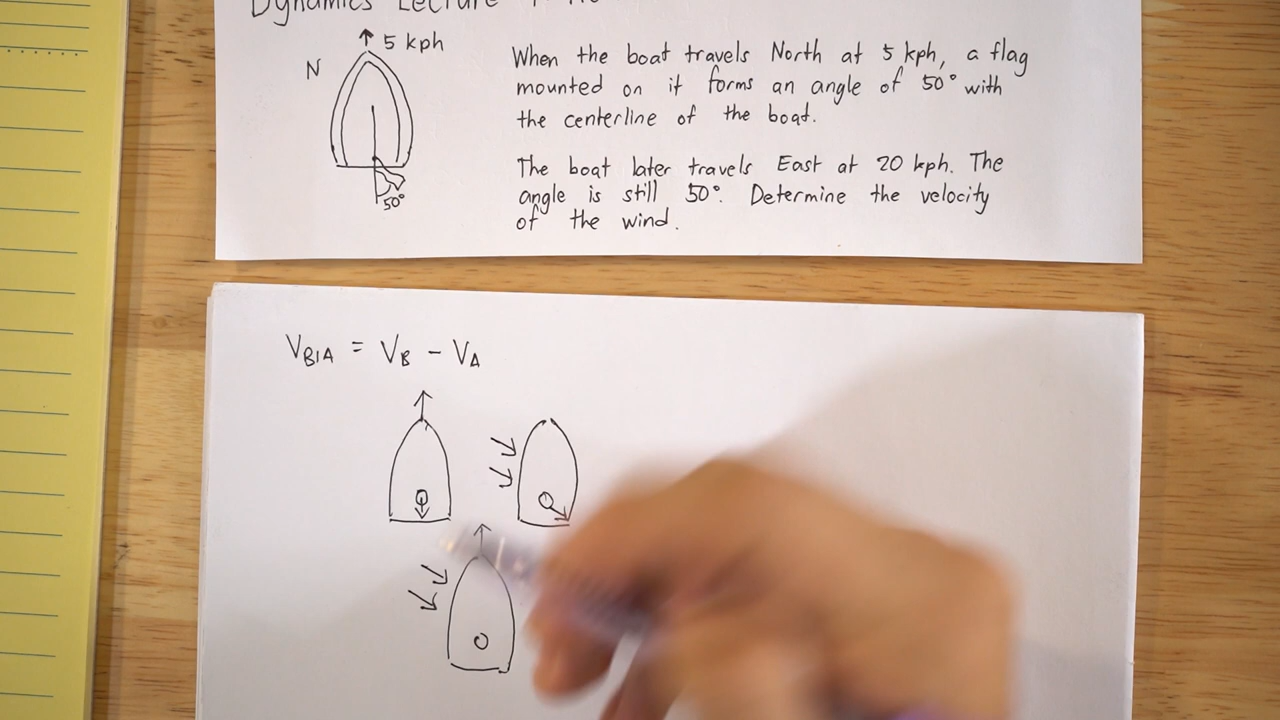 Dynamics Lecture
↑ 5 kph
N
50°
When the boat travels North at 5 kph, a flag
mounted on it forms an angle of 50° with
the centerline of the boat.
The boat later travels East at 20 kph. The
angle is still 50°. Determine the velocity
of the wind.
V_B/A = V_B - V_A